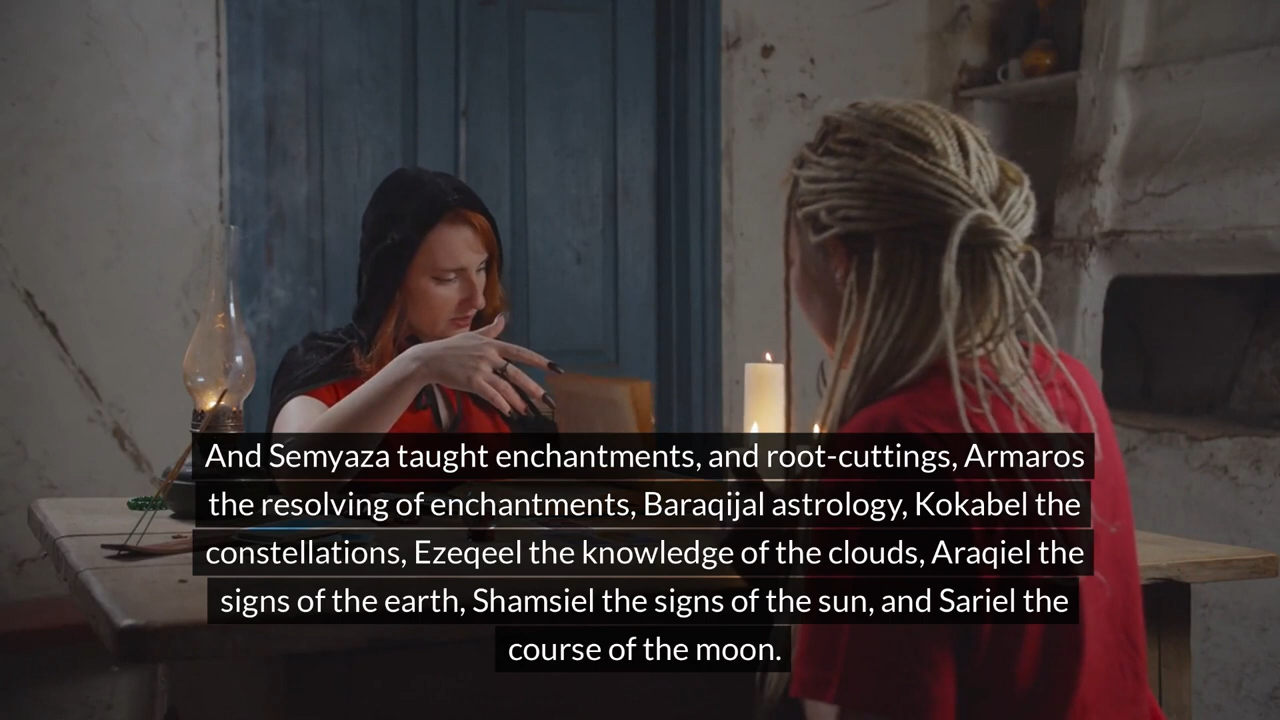 And Semyaza taught enchantments, and root-cuttings, Armaros
the resolving of enchantments, Baraqijal astrology, Kokabel the
constellations, Ezeqeel the knowledge of the clouds, Araqiel the
signs of the earth, Shamsiel the signs of the sun, and Sariel the
course of the moon.